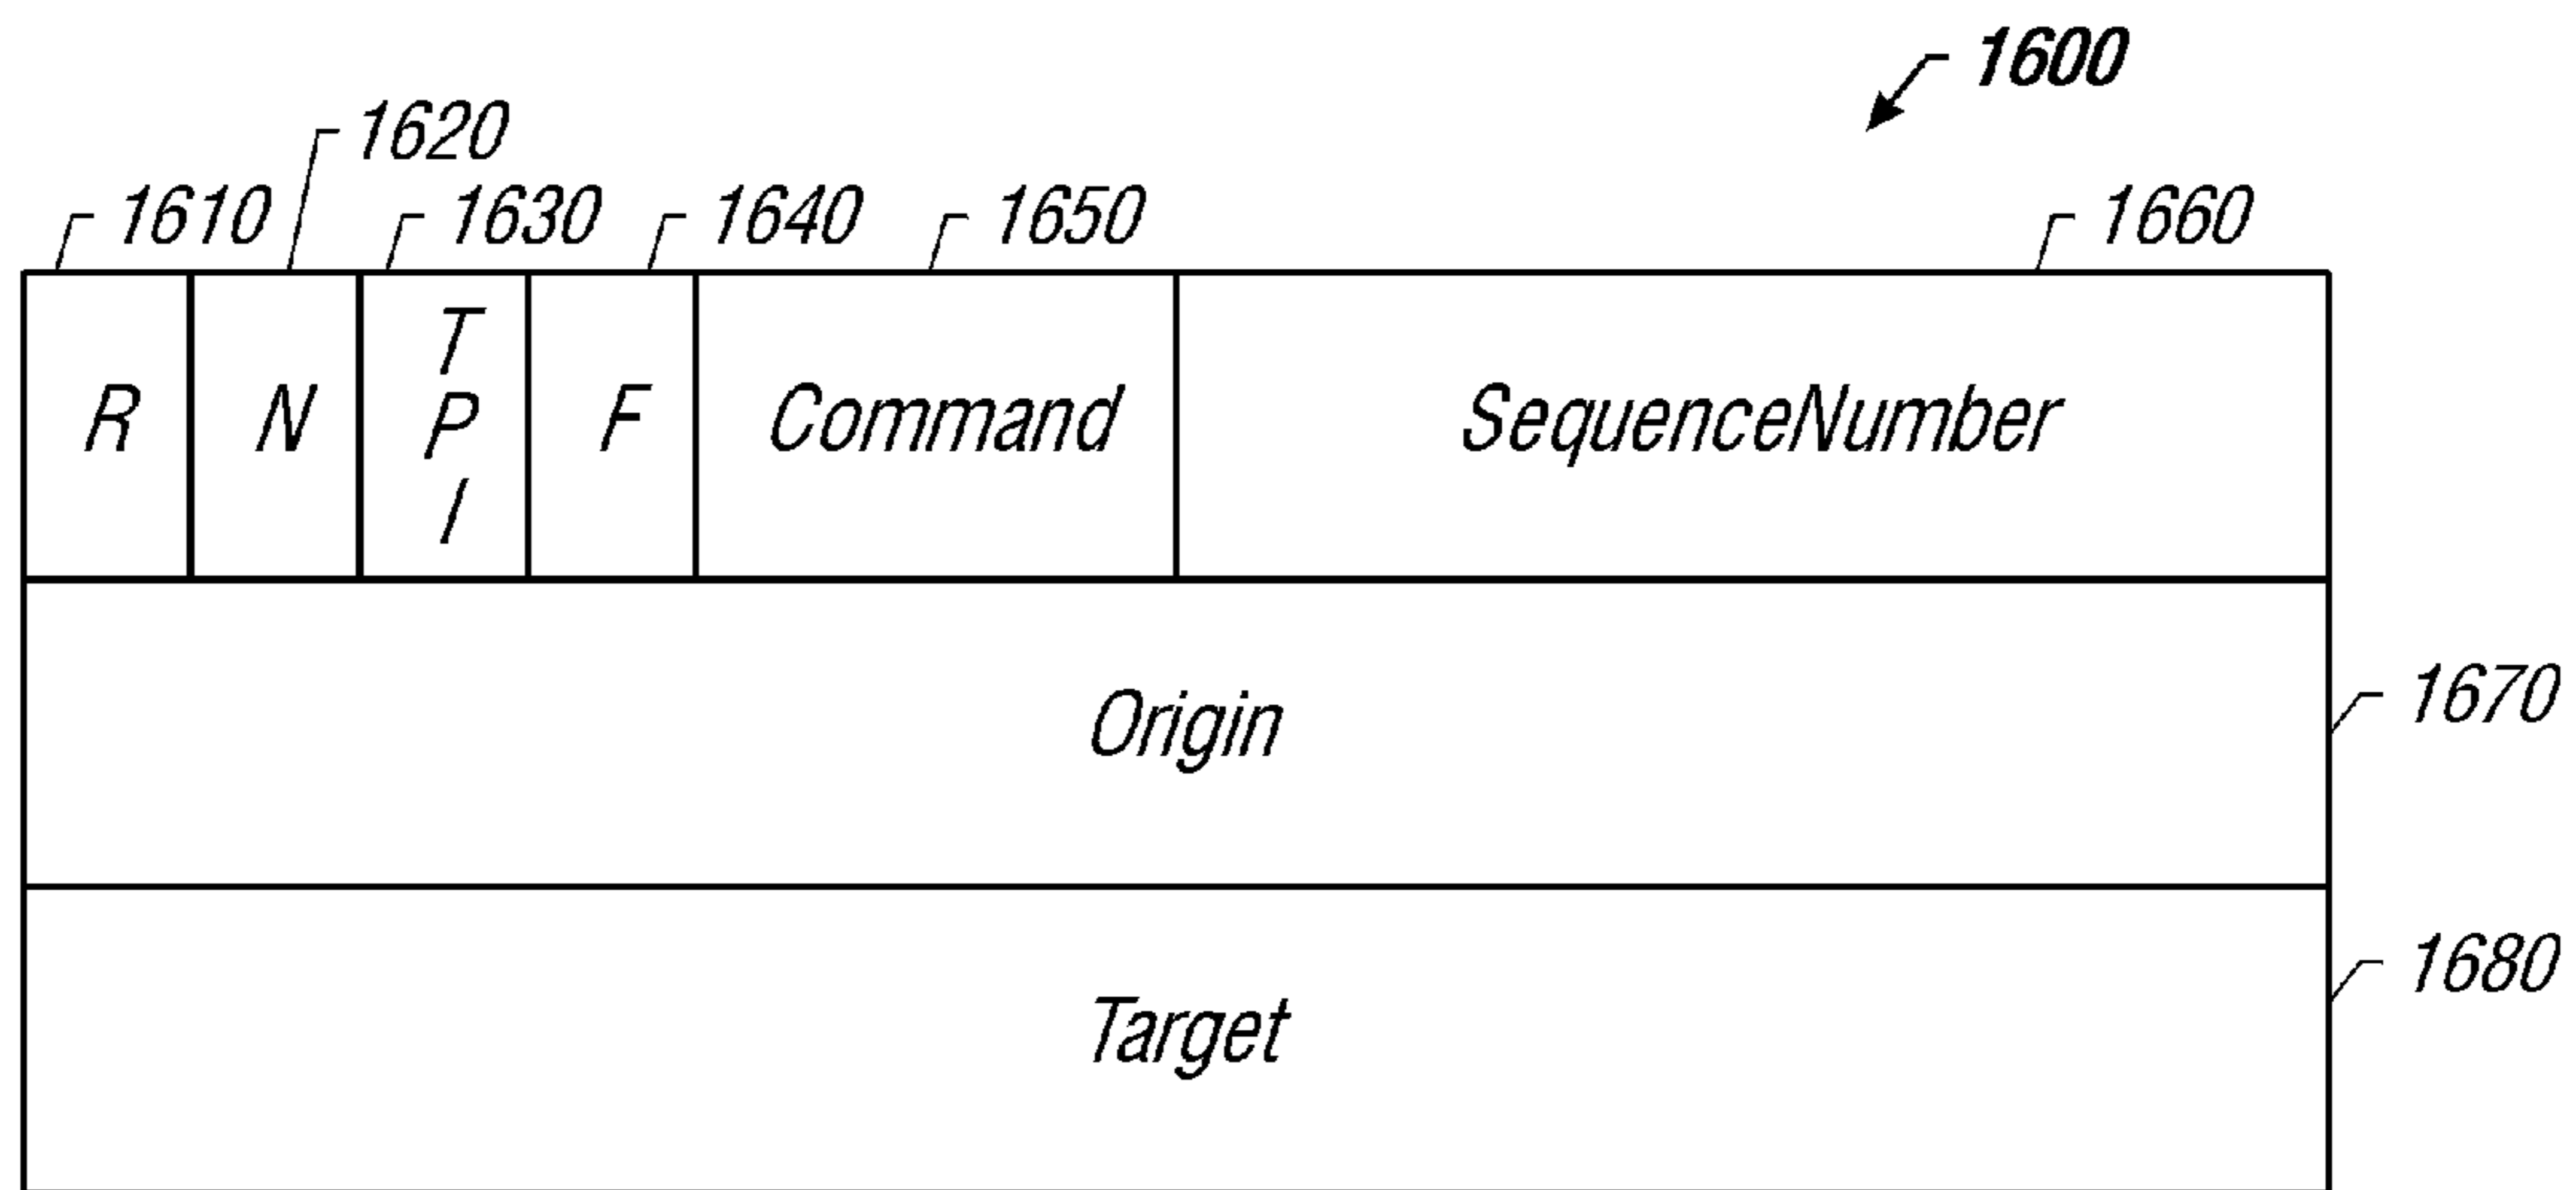 1600
1620
1610 1630 1640 1650 1660
R N T P I F Command SequenceNumber
Origin
1670
Target
1680